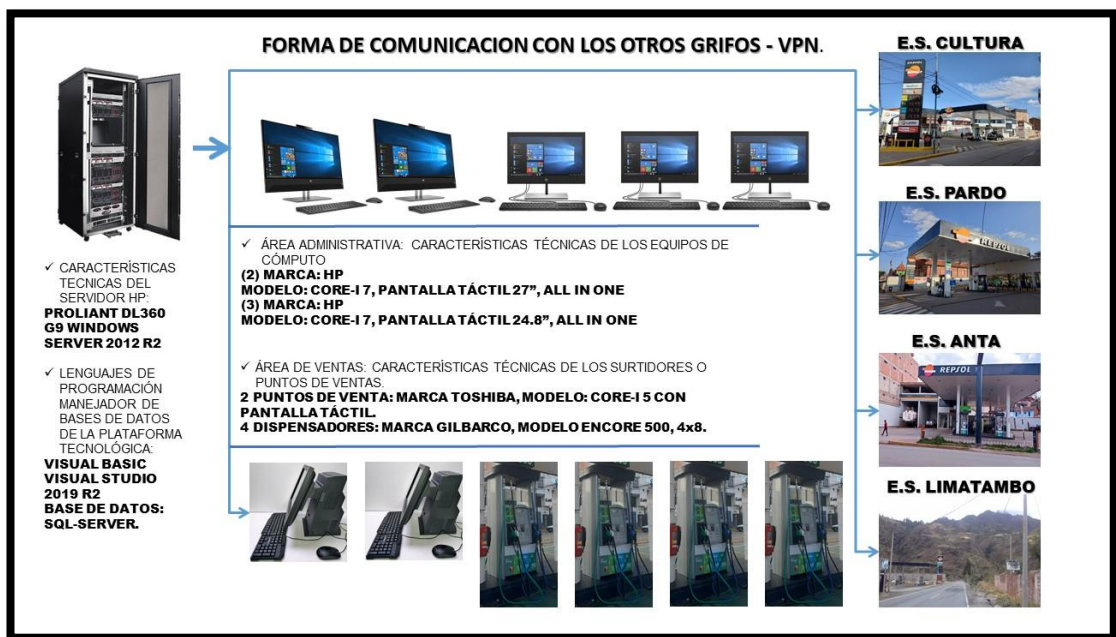 FORMA DE COMUNICACION CON LOS OTROS GRIFOS - VPN.
✓ CARACTERÍSTICAS
TECNICAS DEL
SERVIDOR HP:
PROLIANT DL360
G9 WINDOWS
SERVER 2012 R2
✓ LENGUAJES DE
PROGRAMACIÓN
MANEJADOR DE
BASES DE DATOS
DE LA PLATAFORMA
TECNOLÓGICA:
VISUAL BASIC
VISUAL STUDIO
2019 R2
BASE DE DATOS:
SQL-SERVER.
✓ ÁREA ADMINISTRATIVA: CARACTERÍSTICAS TÉCNICAS DE LOS EQUIPOS DE
CÓMPUTO
(2) MARCA: HP
MODELO: CORE-I 7, PANTALLA TÁCTIL 27”, ALL IN ONE
(3) MARCA: HP
MODELO: CORE-I 7, PANTALLA TÁCTIL 24.8”, ALL IN ONE
✓ ÁREA DE VENTAS: CARACTERÍSTICAS TÉCNICAS DE LOS SURTIDORES O
PUNTOS DE VENTAS.
2 PUNTOS DE VENTA: MARCA TOSHIBA, MODELO: CORE-I 5 CON
PANTALLA TÁCTIL.
4 DISPENSADORES: MARCA GILBARCO, MODELO ENCORE 500, 4x8.
E.S. CULTURA
E.S. PARDO
REPSOL
E.S. ANTA
REPSOL
E.S. LIMATAMBO